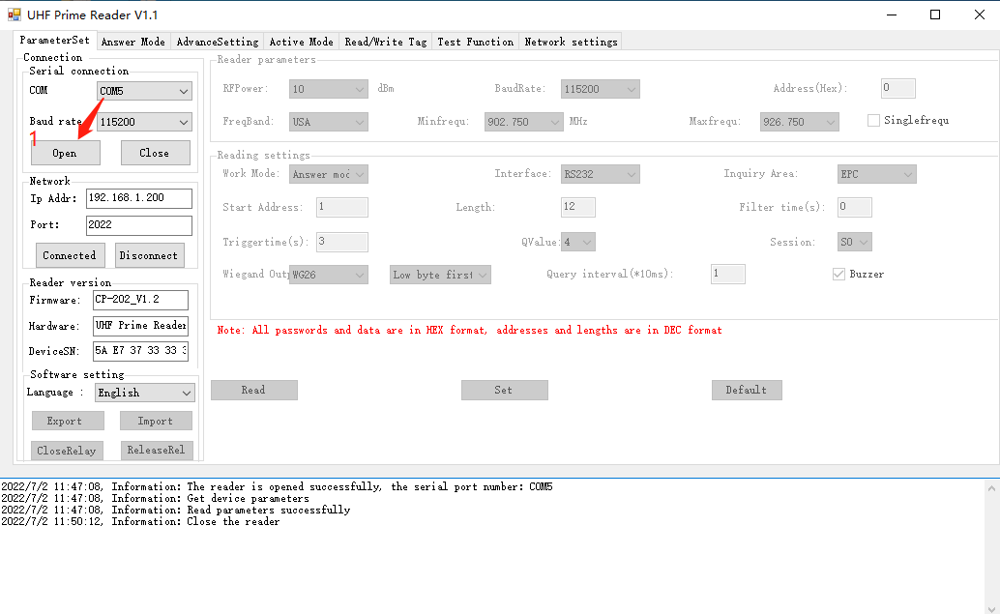 UHF Prime Reader V1.1
ParameterSet Answer Mode AdvanceSetting Active Mode Read/Write Tag Test Function Network settings
Connection
Serial connection
COM COM5
Baud rate 115200
1
Open Close
Network
Ip Addr: 192.168.1.200
Port: 2022
Connected Disconnect
Reader version
Firmware: CP-202_V1.2
Hardware: UHF Prime Reader
DeviceSN: 5A E7 37 33 33 3
Software setting
Language : English
Export Import
CloseRelay ReleaseRel
Reader parameters
RFPower: 10 dBm BaudRate: 115200 Address(Hex): 0
FreqBand: USA Minfrequ: 902.750 MHz Maxfrequ: 926.750 Singlefrequ
Reading settings
Work Mode: Answer mod Interface: RS232 Inquiry Area: EPC
Start Address: 1 Length: 12 Filter time(s): 0
Triggertime(s): 3 QValue: 4 Session: S0
Wiegand Outp WG26 Low byte first Query interval(*10ms): 1 Buzzer
Note: All passwords and data are in HEX format, addresses and lengths are in DEC format
Read Set Default
2022/7/2 11:47:08, Information: The reader is opened successfully, the serial port number: COM5
2022/7/2 11:47:08, Information: Get device parameters
2022/7/2 11:47:08, Information: Read parameters successfully
2022/7/2 11:50:12, Information: Close the reader